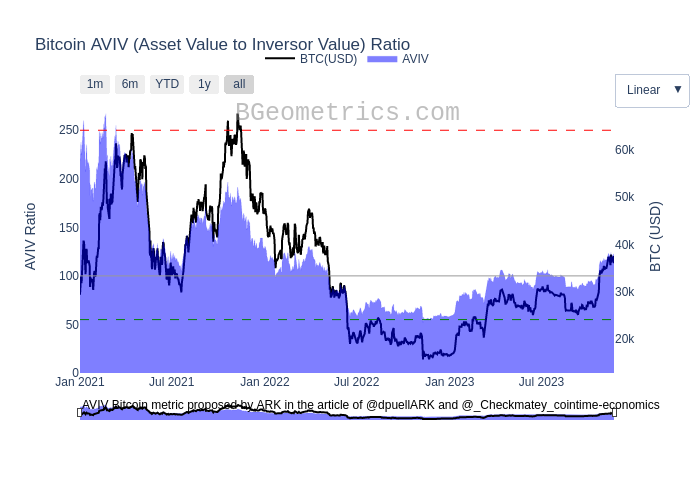 Bitcoin AVIV (Asset Value to Inversor Value) Ratio
BTC(USD)
AVIV
1m
6m
YTD
1y
all
Linear ▼
BGeometrics.com
250
200
150
100
50
0
AVIV Ratio
60k
50k
40k
30k
20k
BTC (USD)
Jan 2021
Jul 2021
Jan 2022
Jul 2022
Jan 2023
Jul 2023
AVIV Bitcoin metric proposed by ARK in the article of @dpuellARK and @_Checkmatey_cointime-economics